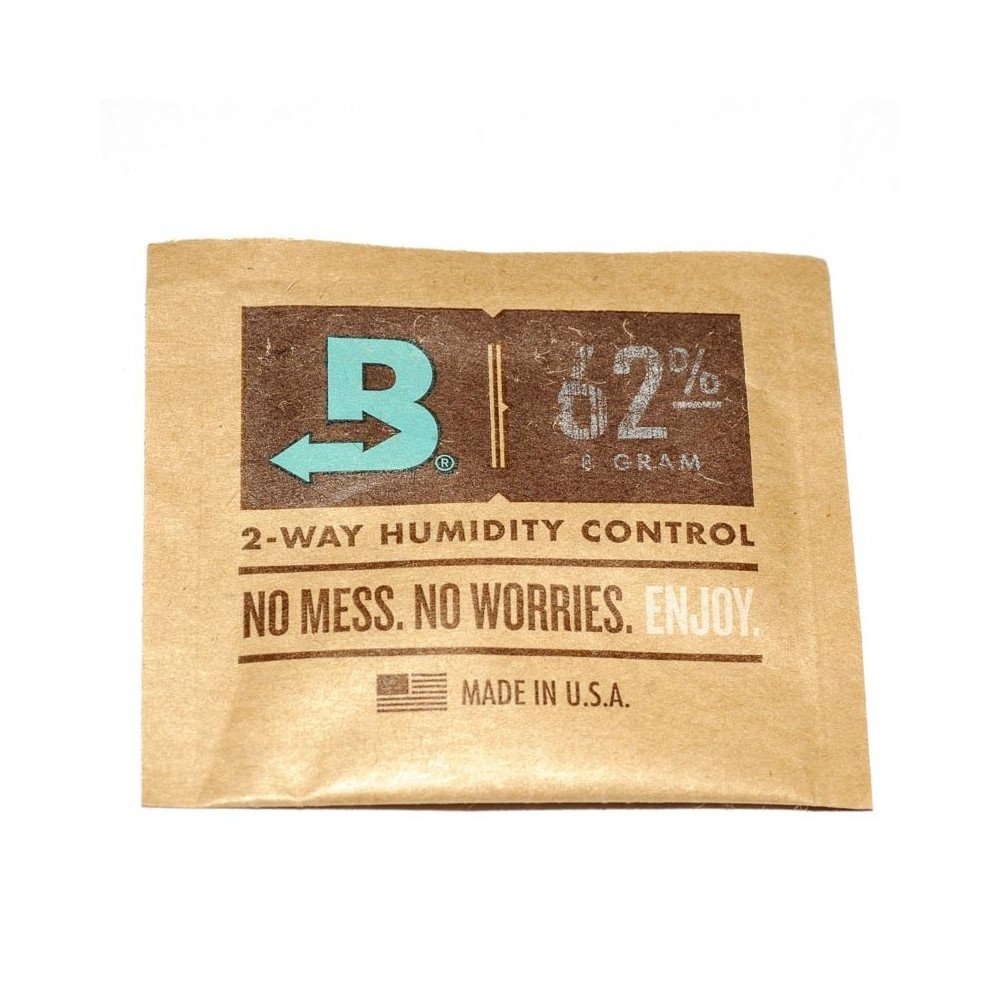 B®
62%
8 GRAM
2-WAY HUMIDITY CONTROL
NO MESS. NO WORRIES. ENJOY.
MADE IN U.S.A.